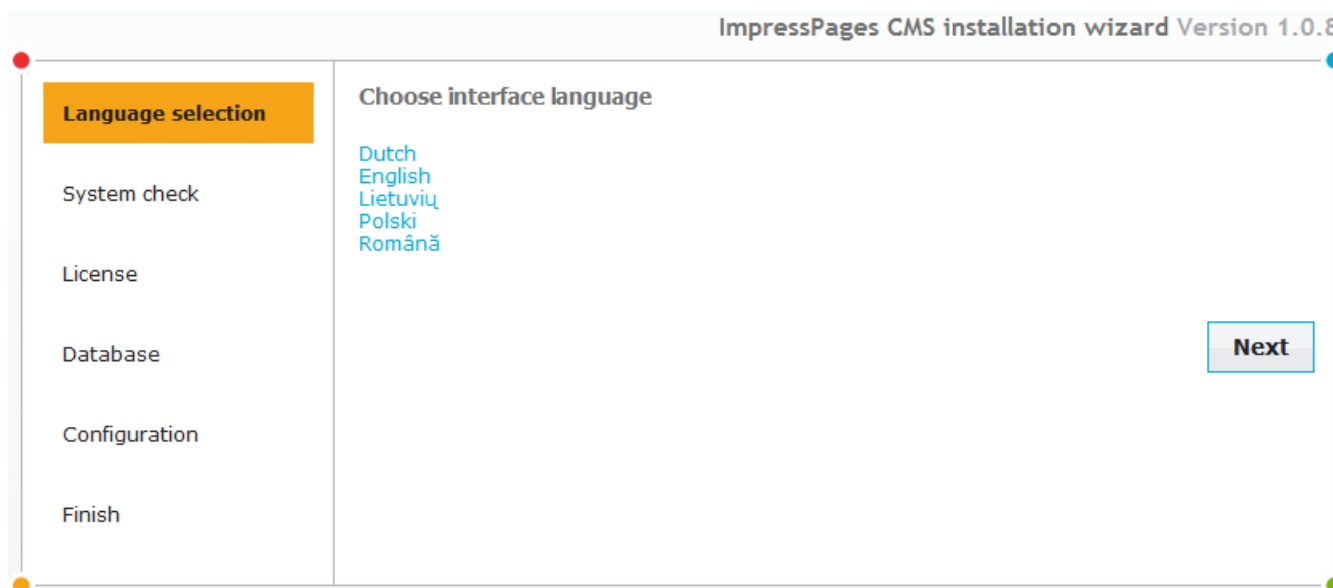 ImpressPages CMS installation wizard Version 1.0.8
Language selection
System check
License
Database
Configuration
Finish
Choose interface language
Dutch
English
Lietuvių
Polski
Română
Next